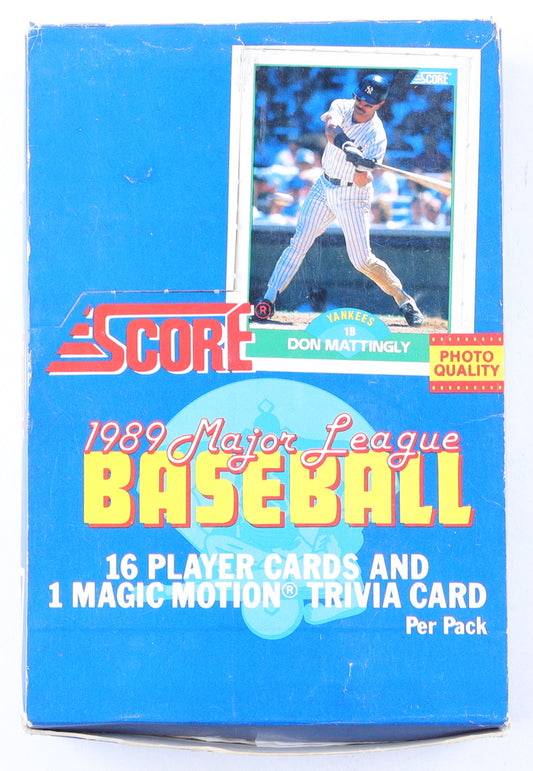 SCORE
YANKEES
1B
DON MATTINGLY
SCORE®
PHOTO
QUALITY
1989 Major League
BASEBALL
16 PLAYER CARDS AND
1 MAGIC MOTION® TRIVIA CARD
Per Pack